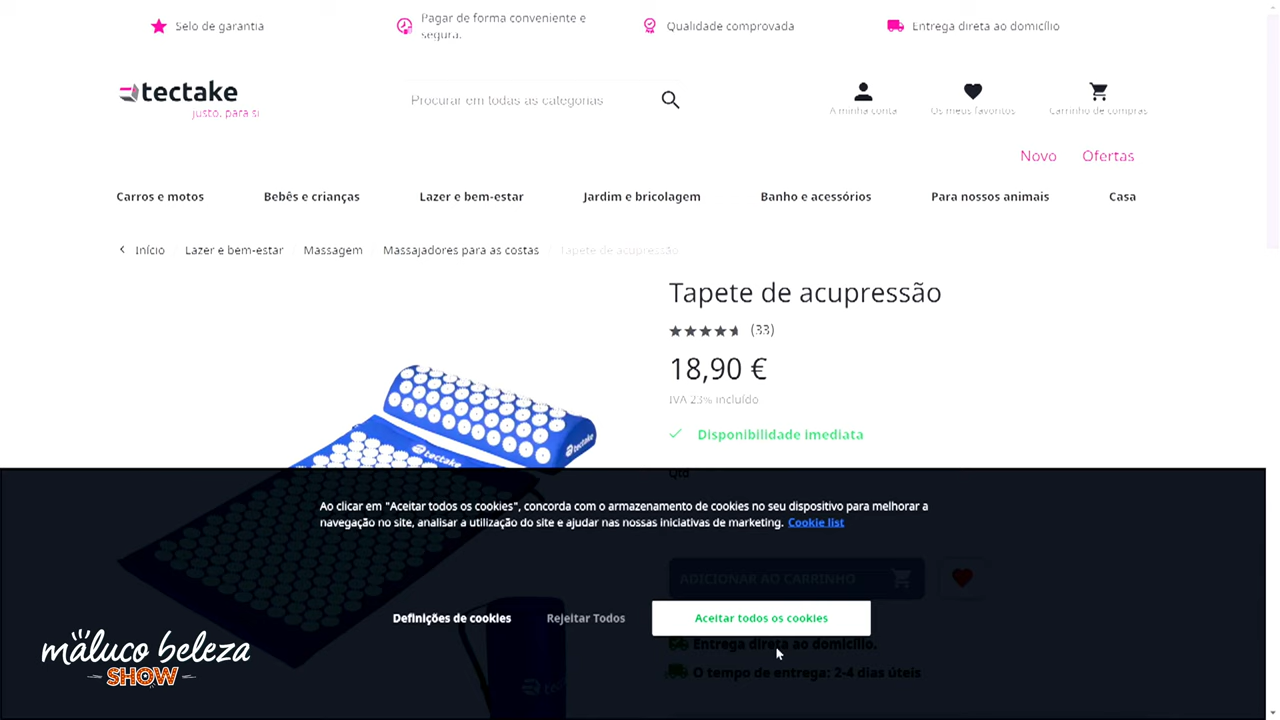 Selo de garantia
Pagar de forma conveniente e
segura.
Qualidade comprovada
Entrega direta ao domicílio
tectake
justo, para si
Procurar em todas as categorias
A minha conta
Os meus favoritos
Carrinho de compras
Novo
Ofertas
Carros e motos
Bebês e crianças
Lazer e bem-estar
Jardim e bricolagem
Banho e acessórios
Para nossos animais
Casa
Início
Lazer e bem-estar
Massagem
Massajadores para as costas
Tapete de acupressão
Tapete de acupressão
(33)
18,90 €
IVA 23% incluído
Disponibilidade imediata
Qtd
tectake
tectake
Ao clicar em "Aceitar todos os cookies", concorda com o armazenamento de cookies no seu dispositivo para melhorar a
navegação no site, analisar a utilização do site e ajudar nas nossas iniciativas de marketing. Cookie list
ADICIONAR AO CARRINHO
Definições de cookies
Rejeitar Todos
Aceitar todos os cookies
Entrega direta ao domicílio.
O tempo de entrega: 2-4 dias úteis
maluco beleza
SHOW